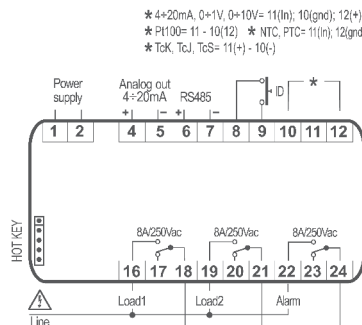 * 4÷20mA, 0÷1V, 0÷10V= 11(In); 10(gnd); 12(+)
* Pt100= 11 - 10(12) * NTC, PTC= 11(In); 12(gnd
* TcK, TcJ, TcS= 11(+) - 10(-)
Power supply
Analog out 4÷20mA
RS485
ID
*
+ - + -
1 2 4 5 6 7 8 9 10 11 12
HOT KEY
8A/250Vac 8A/250Vac 8A/250Vac
16 17 18 19 20 21 22 23 24
Load1 Load2 Alarm
Line